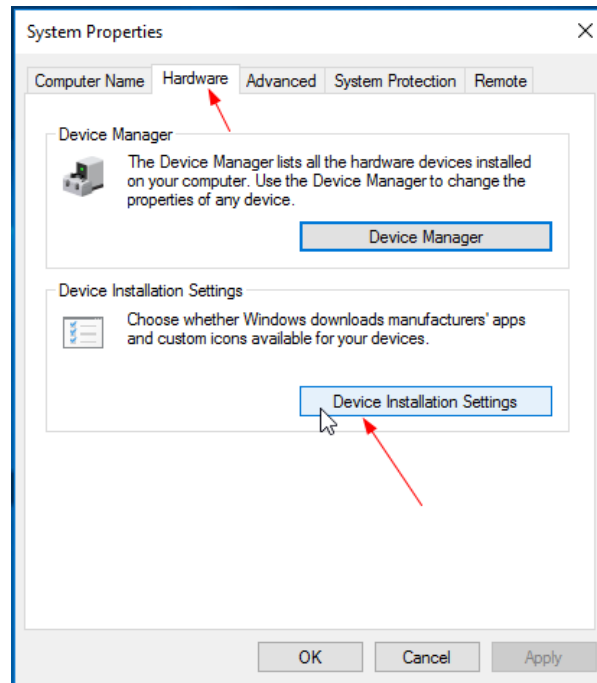 System Properties
Computer Name Hardware Advanced System Protection Remote
Device Manager
The Device Manager lists all the hardware devices installed
on your computer. Use the Device Manager to change the
properties of any device.
Device Manager
Device Installation Settings
Choose whether Windows downloads manufacturers' apps
and custom icons available for your devices.
Device Installation Settings
OK Cancel Apply